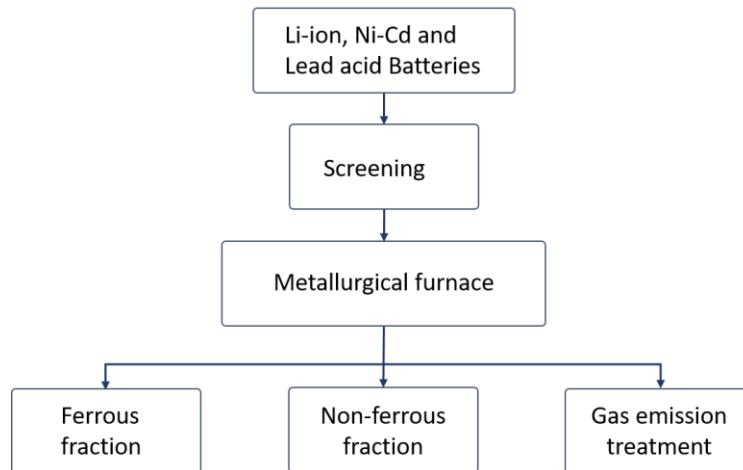 Li-ion, Ni-Cd and
Lead acid Batteries
Screening
Metallurgical furnace
Ferrous
fraction
Non-ferrous
fraction
Gas emission
treatment